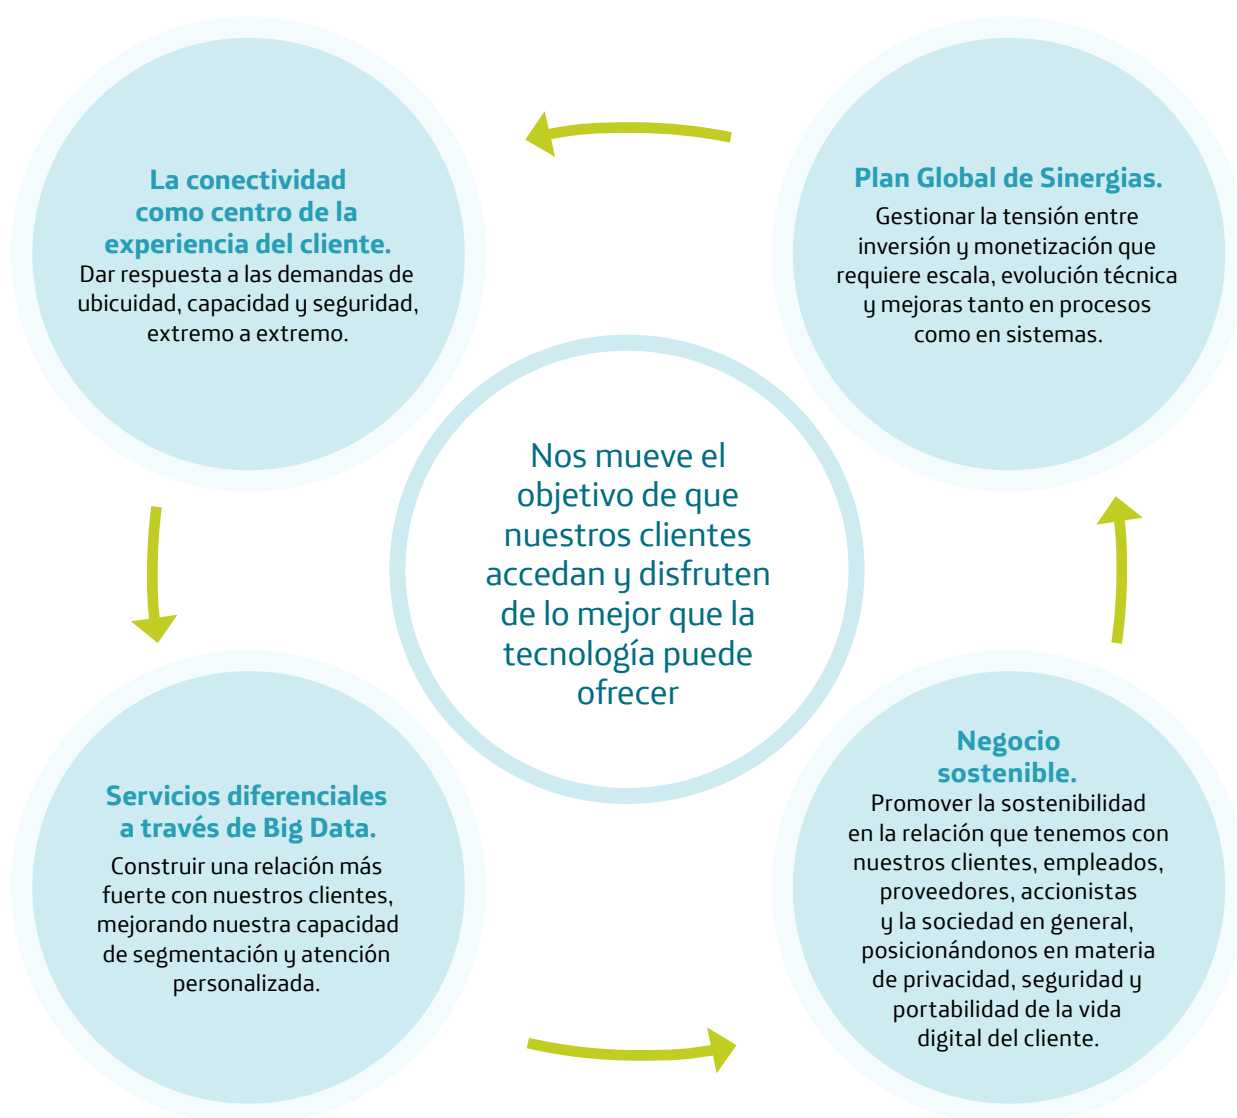 La conectividad
como centro de la
experiencia del cliente.
Dar respuesta a las demandas de
ubicuidad, capacidad y seguridad,
extremo a extremo.
Plan Global de Sinergias.
Gestionar la tensión entre
inversión y monetización que
requiere escala, evolución técnica
y mejoras tanto en procesos
como en sistemas.
Nos mueve el
objetivo de que
nuestros clientes
accedan y disfruten
de lo mejor que la
tecnología puede
ofrecer
Servicios diferenciales
a través de Big Data.
Construir una relación más
fuerte con nuestros clientes,
mejorando nuestra capacidad
de segmentación y atención
personalizada.
Negocio
sostenible.
Promover la sostenibilidad
en la relación que tenemos con
nuestros clientes, empleados,
proveedores, accionistas
y la sociedad en general,
posicionándonos en materia
de privacidad, seguridad y
portabilidad de la vida
digital del cliente.